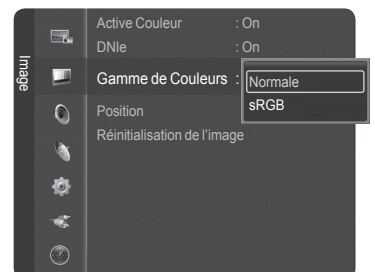 Image
Active Couleur : On
DNIe : On
Gamme de Couleurs : Normale
sRGB
Position
Réinitialisation de l'image